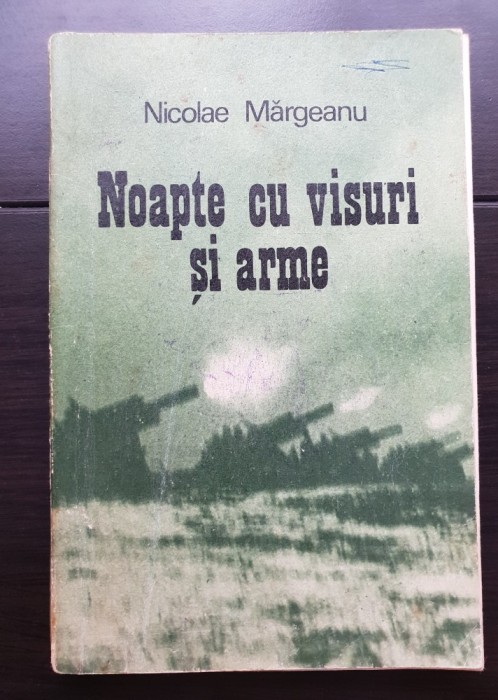 Nicolae Mărgeanu
Noapte cu visuri
și arme